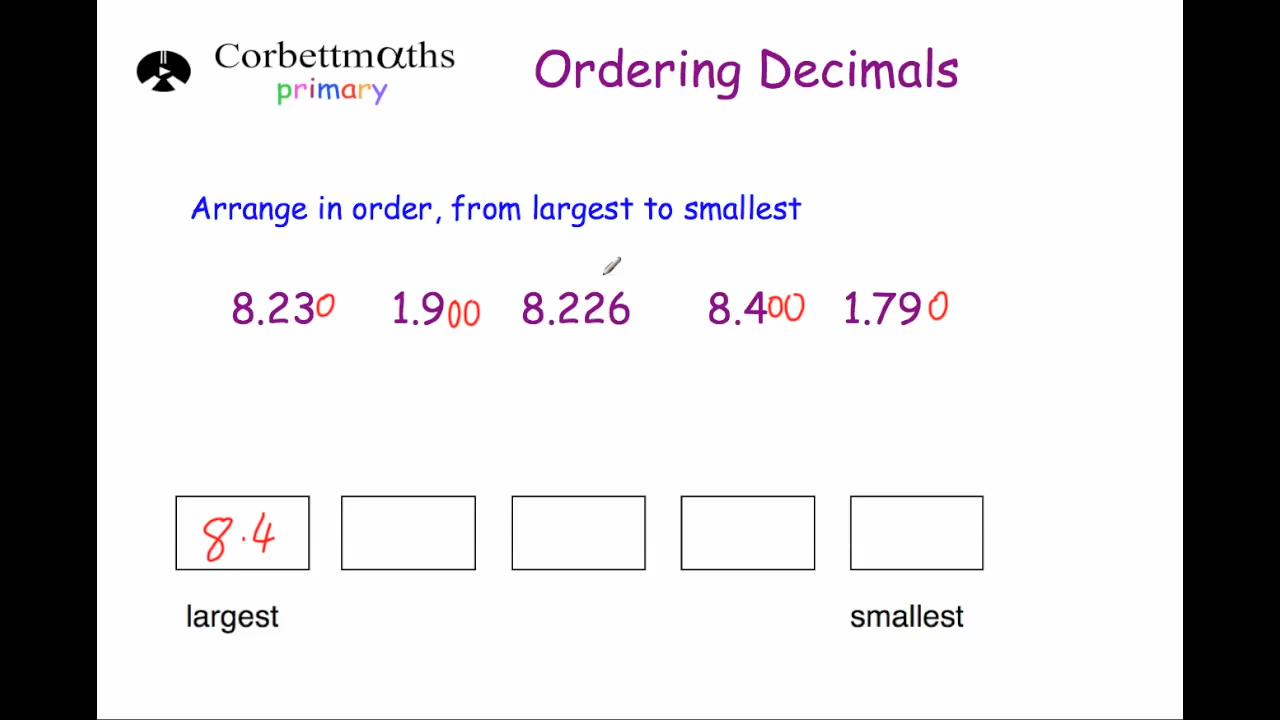 Corbettmαths
primary
Ordering Decimals
Arrange in order, from largest to smallest
8.230 1.900 8.226 8.400 1.790
8.4
largest smallest